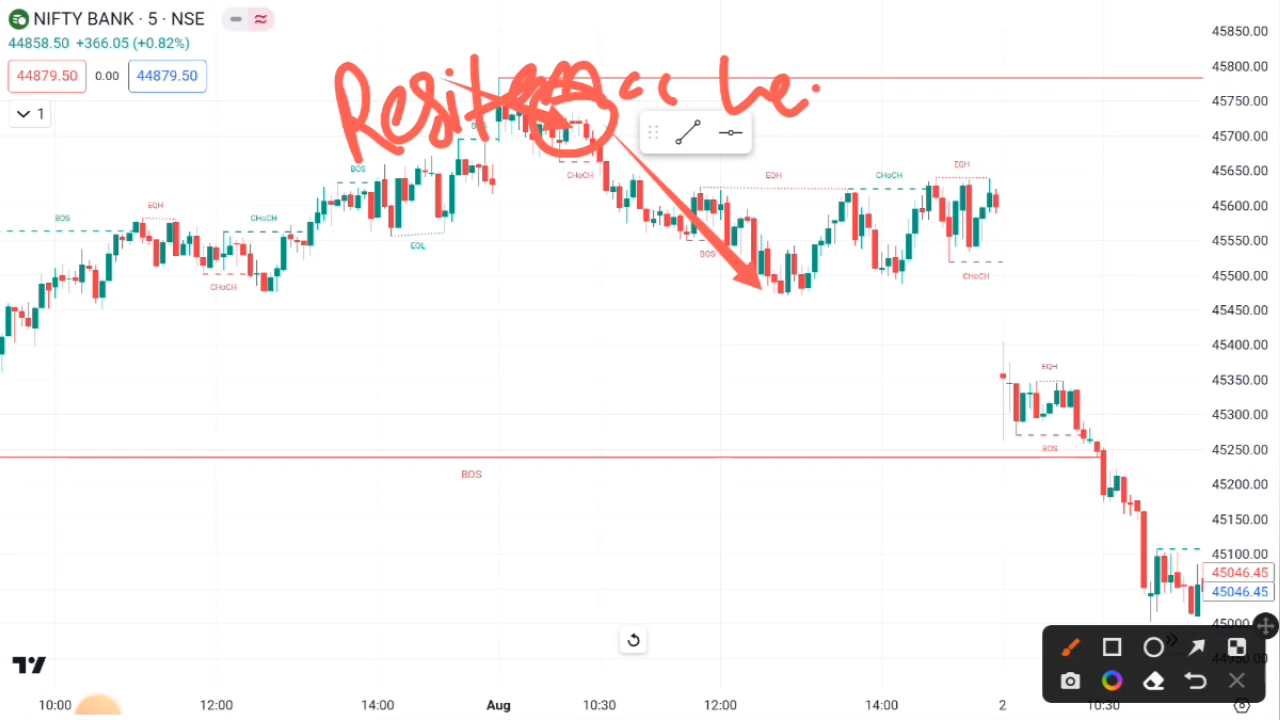 NIFTY BANK · 5 · NSE
44858.50 +366.05 (+0.82%)
44879.50 0.00 44879.50
1
45850.00
45800.00
45750.00
45700.00
45650.00
45600.00
45550.00
45500.00
45450.00
45400.00
45350.00
45300.00
45250.00
45200.00
45150.00
45100.00
45046.45
45046.45
45000.00
44950.00
BOS
EQH
CHoCH
CHoCH
BOS
EQL
CHoCH
BOS
EQH
CHoCH
EQH
CHoCH
EQH
BOS
BOS
10:00 12:00 14:00 Aug 10:30 12:00 14:00 2 10:30